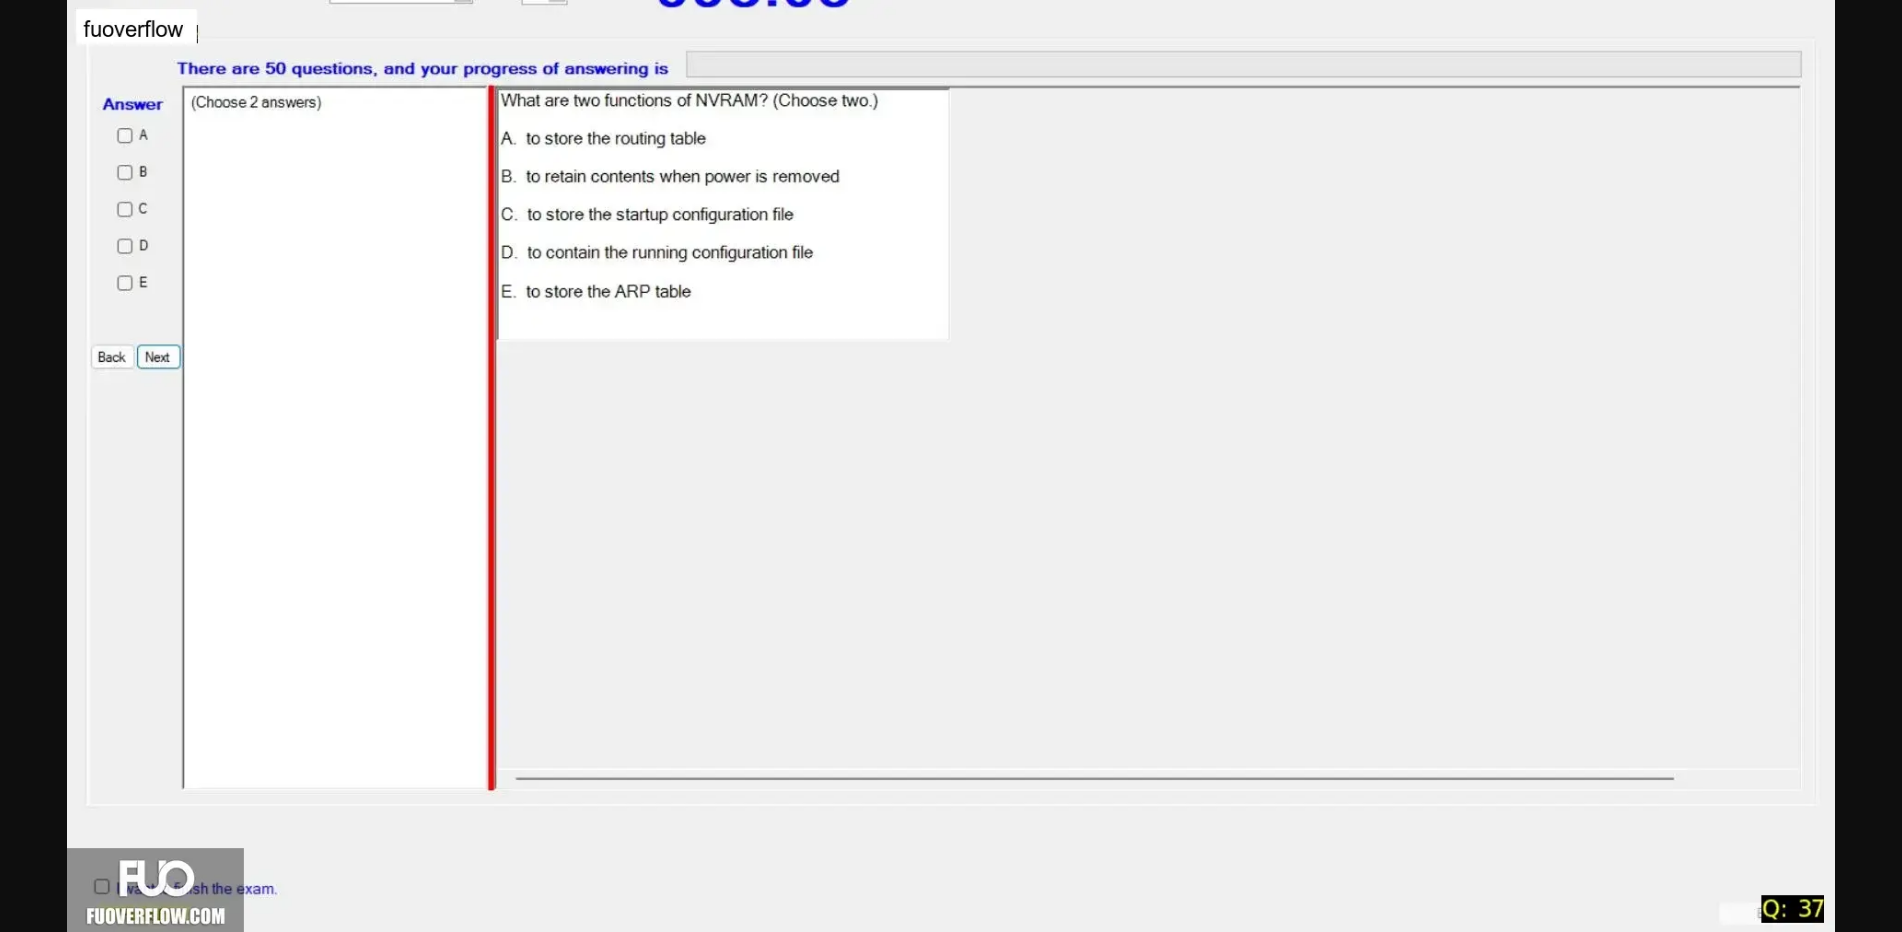 fuoverflow
There are 50 questions, and your progress of answering is
Answer
(Choose 2 answers)
What are two functions of NVRAM? (Choose two.)
A
A. to store the routing table
B
B. to retain contents when power is removed
C
C. to store the startup configuration file
D
D. to contain the running configuration file
E
E. to store the ARP table
Back Next
FUO
sh the exam.
FUOVERFLOW.COM
Q: 37